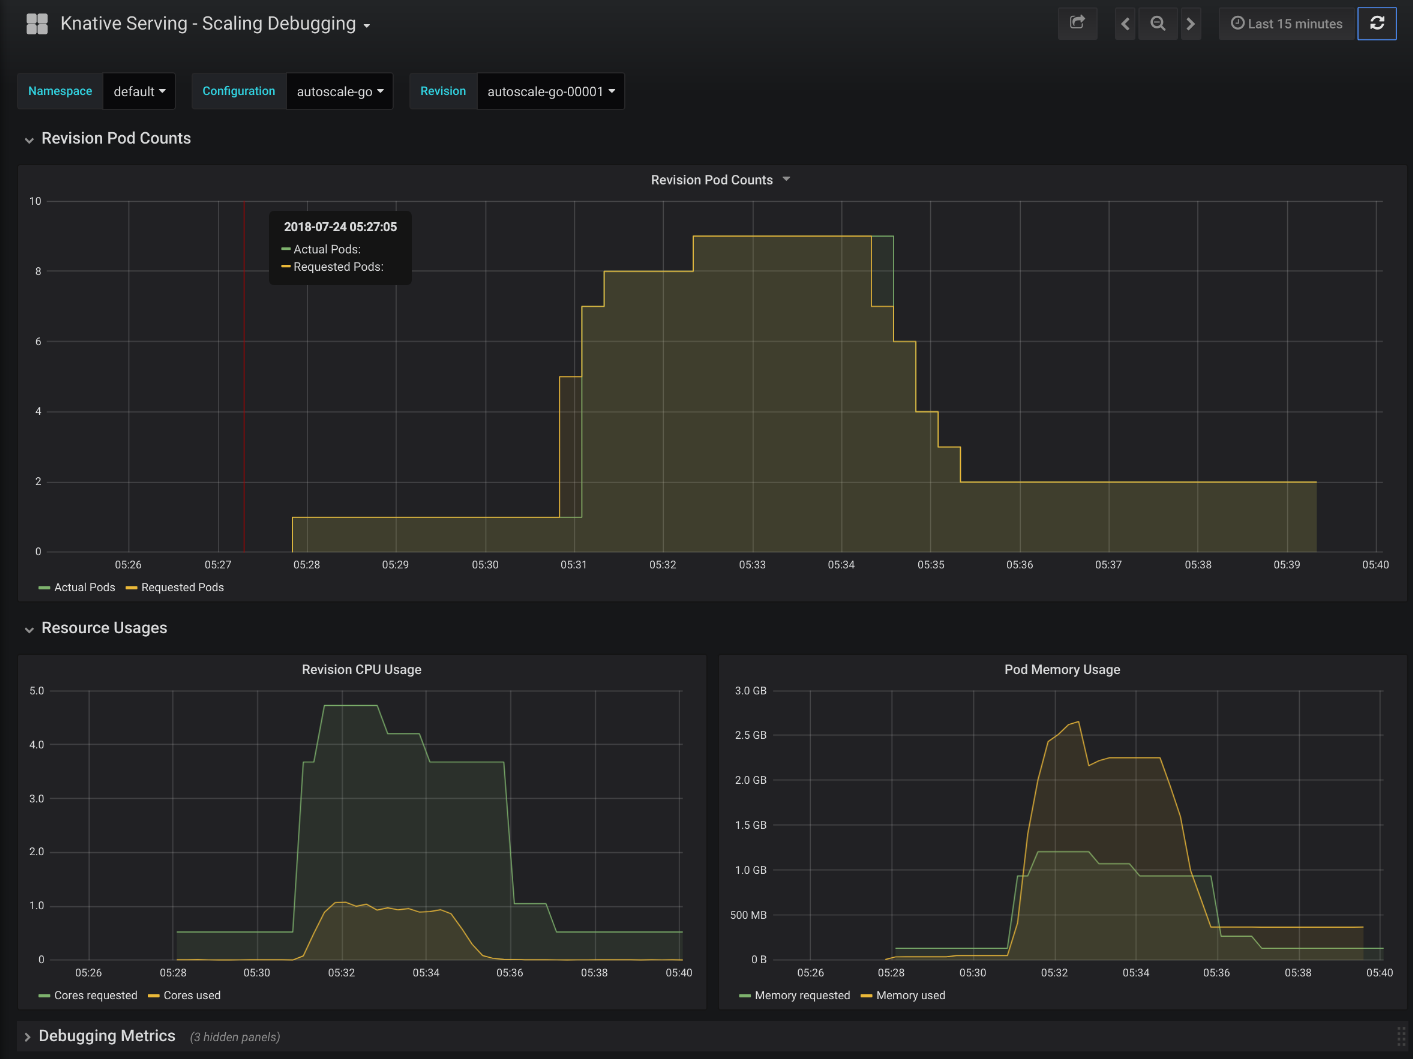 Knative Serving - Scaling Debugging
Last 15 minutes
Namespace default Configuration autoscale-go Revision autoscale-go-00001
Revision Pod Counts
Revision Pod Counts
10
8
6
4
2
0
2018-07-24 05:27:05
Actual Pods:
Requested Pods:
05:26 05:27 05:28 05:29 05:30 05:31 05:32 05:33 05:34 05:35 05:36 05:37 05:38 05:39 05:40
Actual Pods Requested Pods
Resource Usages
Revision CPU Usage
5.0
4.0
3.0
2.0
1.0
0
05:26 05:28 05:30 05:32 05:34 05:36 05:38 05:40
Cores requested Cores used
Pod Memory Usage
3.0 GB
2.5 GB
2.0 GB
1.5 GB
1.0 GB
500 MB
0 B
05:26 05:28 05:30 05:32 05:34 05:36 05:38 05:40
Memory requested Memory used
Debugging Metrics (3 hidden panels)